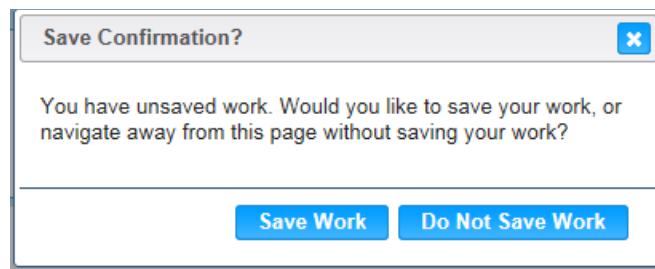 Save Confirmation?
You have unsaved work. Would you like to save your work, or
navigate away from this page without saving your work?
Save Work
Do Not Save Work